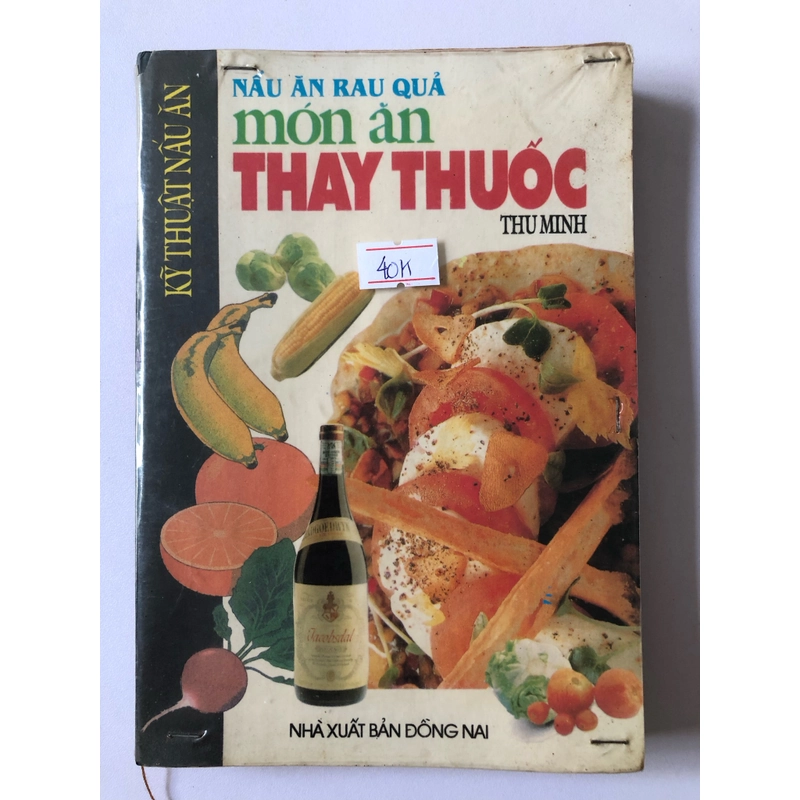 KỸ THUẬT NẤU ĂN
NẤU ĂN RAU QUẢ
món ăn
THAY THUỐC
THU MINH
40K
NHÀ XUẤT BẢN ĐỒNG NAI